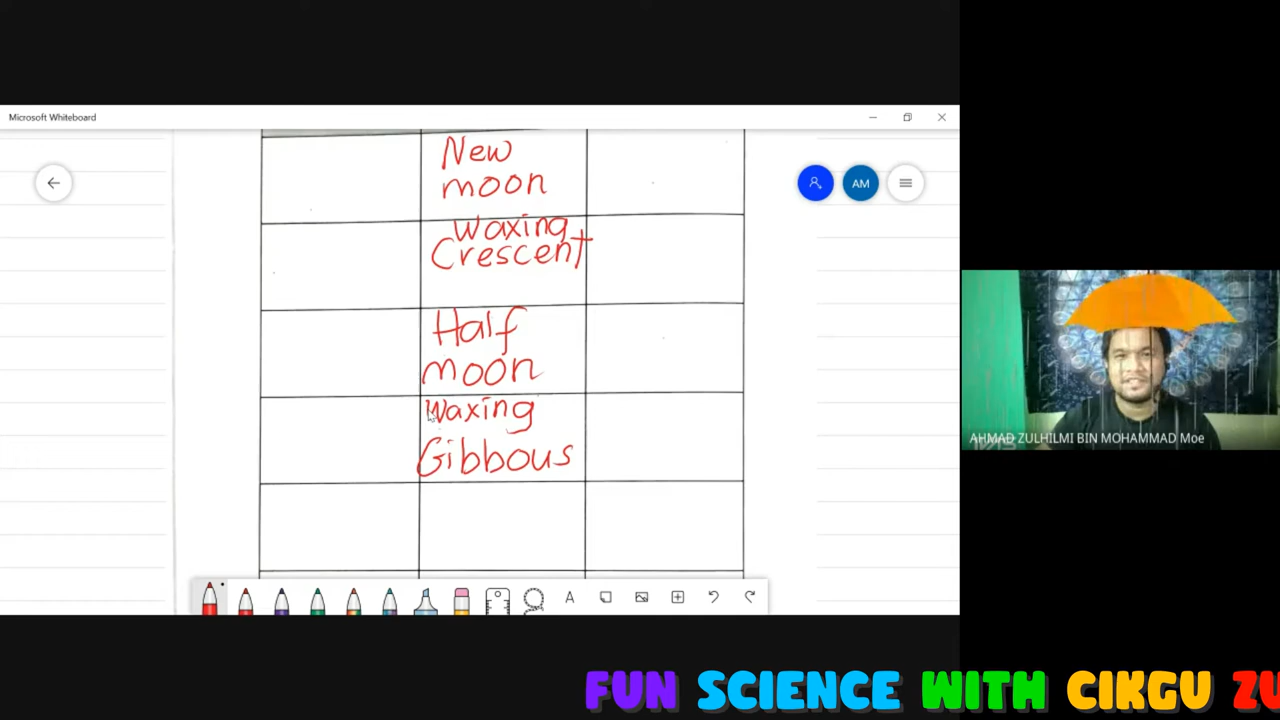 Microsoft Whiteboard
New
moon
Waxing
Crescent
Half
moon
Waxing
Gibbous
AM
A
AHMAD ZULHILMI BIN MOHAMMAD Moe
FUN SCIENCE WITH CIKGU ZU